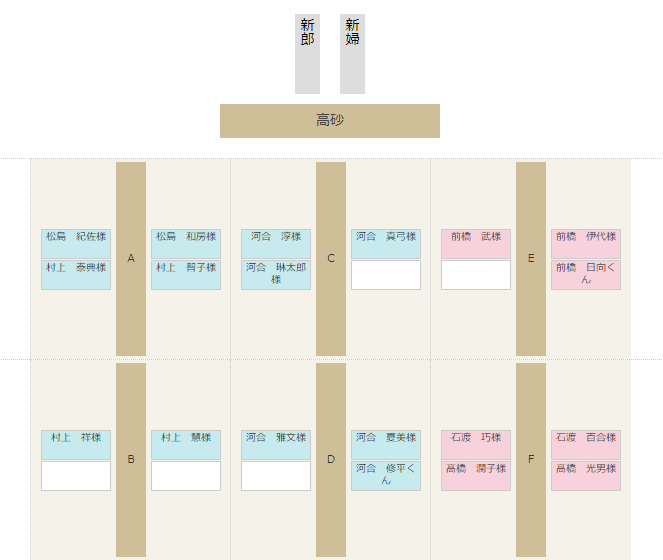 新郎
新婦
高砂
松島　紀佐様
村上　泰典様
A
松島　和房様
村上　智子様
河合　淳様
河合　琳太郎
様
C
河合　真弓様
前橋　武様
E
前橋　伊代様
前橋　日向く
ん
村上　祥様
B
村上　慧様
河合　雅文様
D
河合　夏美様
河合　修平く
ん
石渡　巧様
高橋　潤子様
F
石渡　百合様
高橋　光男様